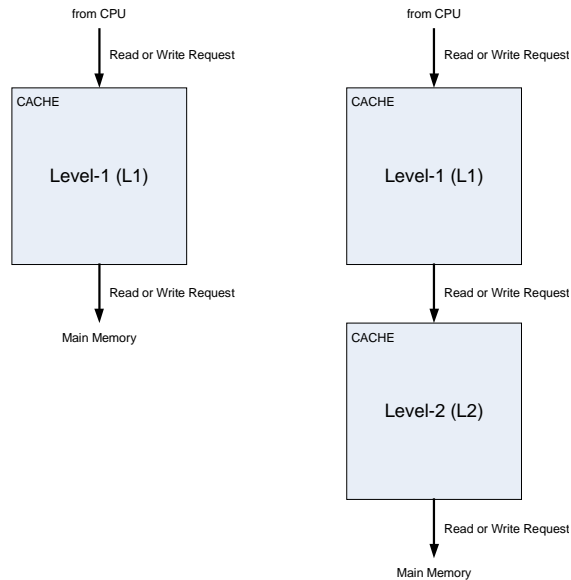 from CPU
Read or Write Request
CACHE
Level-1 (L1)
Read or Write Request
Main Memory
from CPU
Read or Write Request
CACHE
Level-1 (L1)
Read or Write Request
CACHE
Level-2 (L2)
Read or Write Request
Main Memory